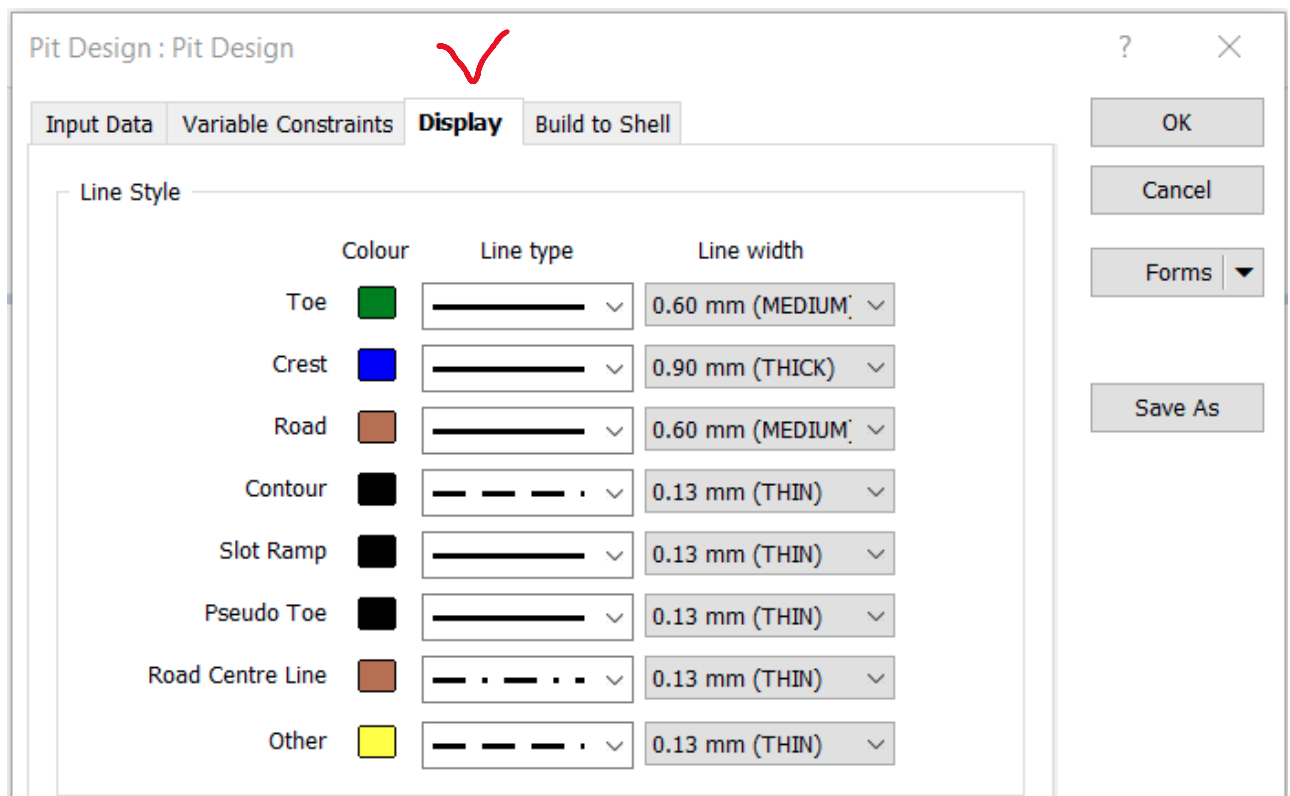 Pit Design : Pit Design ?
Input Data Variable Constraints Display Build to Shell
OK
Cancel
Forms
Save As
Line Style
Colour Line type Line width
Toe 0.60 mm (MEDIUM)
Crest 0.90 mm (THICK)
Road 0.60 mm (MEDIUM)
Contour 0.13 mm (THIN)
Slot Ramp 0.13 mm (THIN)
Pseudo Toe 0.13 mm (THIN)
Road Centre Line 0.13 mm (THIN)
Other 0.13 mm (THIN)